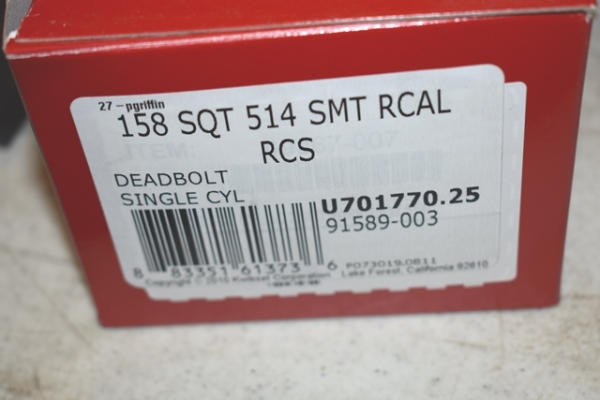 27 - pgriffin
158 SQT 514 SMT RCAL
RCS
DEADBOLT
SINGLE CYL
U701770.25
91589-003
8 83351 61373 6
P073019.0811
Copyright © 2010 Kwikset Corporation Lake Forest, California 92610